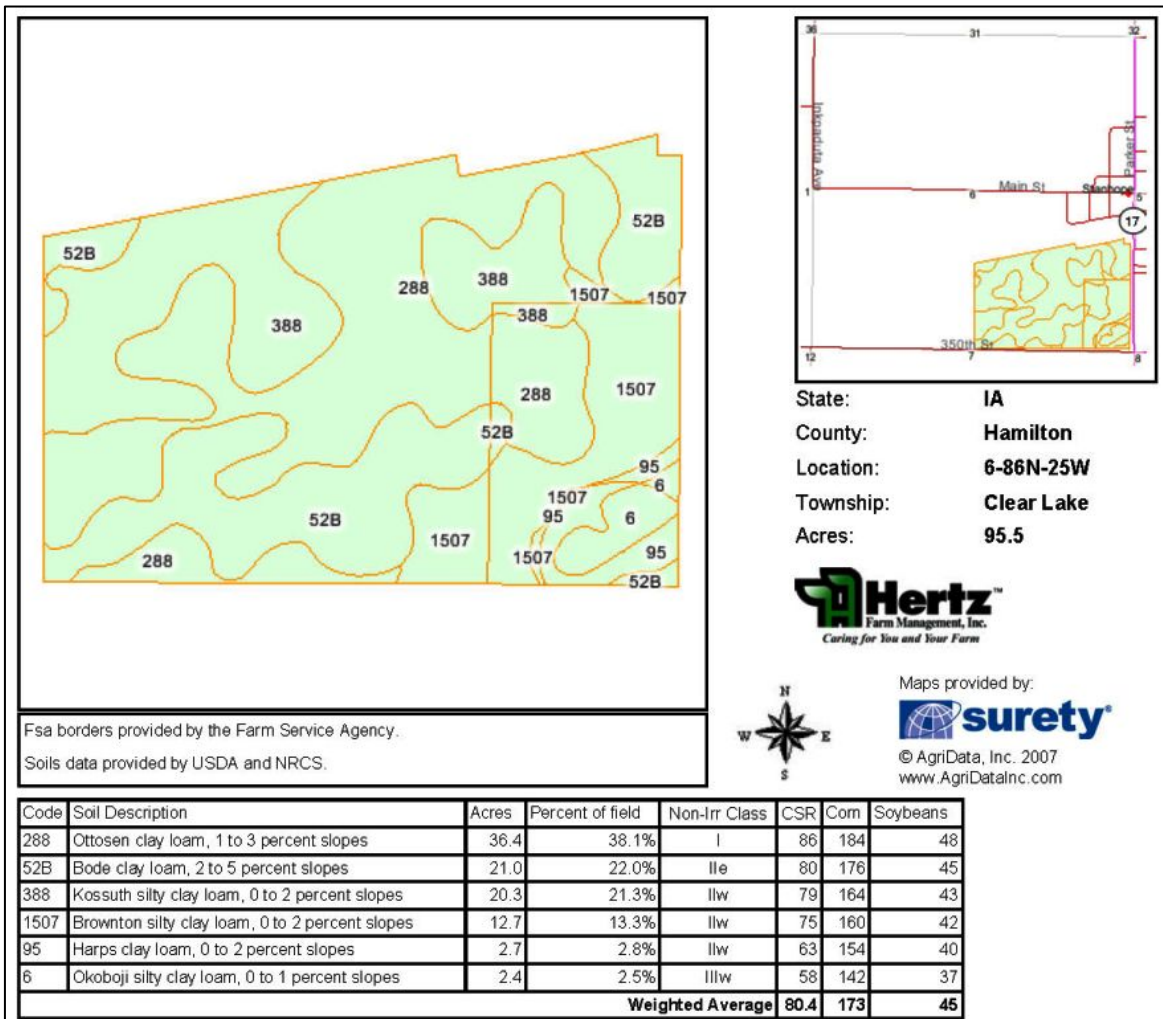 52B
52B
388
288
1507
1507
388
388
288
1507
52B
95
1507
6
95
6
52B
1507
1507
95
288
52B
36
31
32
Inkpaduta Ave
Parker St
1
Main St
6
Stanhope
5
17
350th St
12
7
8
State: IA
County: Hamilton
Location: 6-86N-25W
Township: Clear Lake
Acres: 95.5
Hertz™
Farm Management, Inc.
Caring for You and Your Farm
N
W E
S
Maps provided by:
surety®
© AgriData, Inc. 2007
www.AgriDataInc.com
Fsa borders provided by the Farm Service Agency.
Soils data provided by USDA and NRCS.
Code Soil Description Acres Percent of field Non-Irr Class CSR Corn Soybeans
288 Ottosen clay loam, 1 to 3 percent slopes 36.4 38.1% I 86 184 48
52B Bode clay loam, 2 to 5 percent slopes 21.0 22.0% IIe 80 176 45
388 Kossuth silty clay loam, 0 to 2 percent slopes 20.3 21.3% IIw 79 164 43
1507 Brownton silty clay loam, 0 to 2 percent slopes 12.7 13.3% IIw 75 160 42
95 Harps clay loam, 0 to 2 percent slopes 2.7 2.8% IIw 63 154 40
6 Okoboji silty clay loam, 0 to 1 percent slopes 2.4 2.5% IIIw 58 142 37
Weighted Average 80.4 173 45